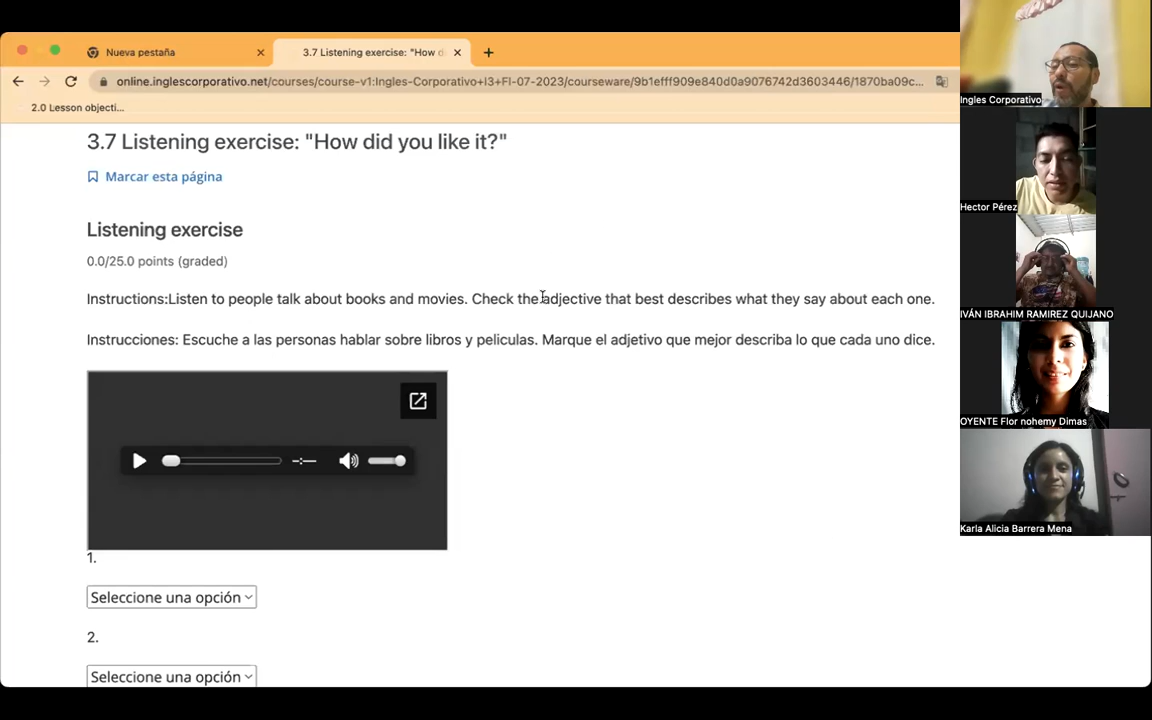 Nueva pestaña
3.7 Listening exercise: "How d
online.inglescorporativo.net/courses/course-v1:Ingles-Corporativo+I3+FI-07-2023/courseware/9b1efff909e840d0a9076742d3603446/1870ba09c...
2.0 Lesson objecti...
3.7 Listening exercise: "How did you like it?"
Marcar esta página
Listening exercise
0.0/25.0 points (graded)
Instructions:Listen to people talk about books and movies. Check the adjective that best describes what they say about each one.
Instrucciones: Escuche a las personas hablar sobre libros y peliculas. Marque el adjetivo que mejor describa lo que cada uno dice.
-:--
1.
Seleccione una opción
2.
Seleccione una opción
Ingles Corporativo
Hector Pérez
IVÁN IBRAHIM RAMIREZ QUIJANO
OYENTE Flor nohemy Dimas
Karla Alicia Barrera Mena